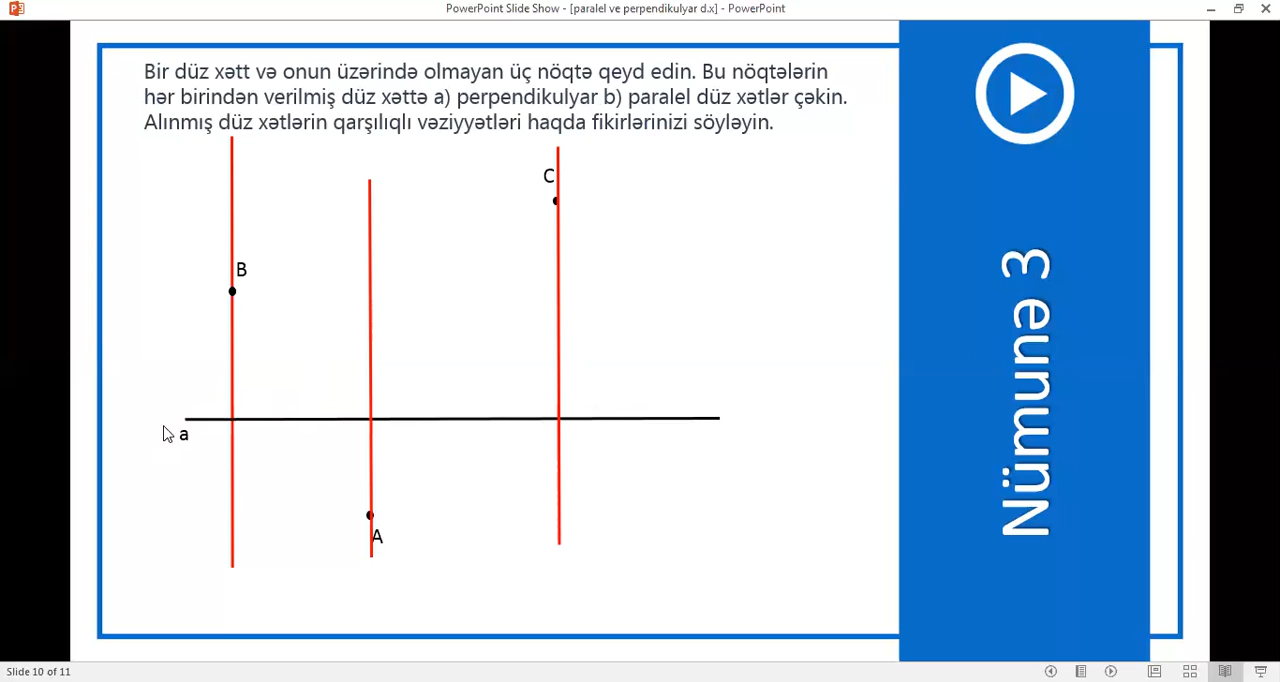 PowerPoint Slide Show - [paralel ve perpendikulyar d.x] - PowerPoint
Bir düz xətt və onun üzərində olmayan üç nöqtə qeyd edin. Bu nöqtələrin
hər birindən verilmiş düz xəttə a) perpendikulyar b) paralel düz xətlər çəkin.
Alınmış düz xətlərin qarşılıqlı vəziyyətləri haqda fikirlərinizi söyləyin.
C
B
a
A
Nümunə 3
Slide 10 of 11